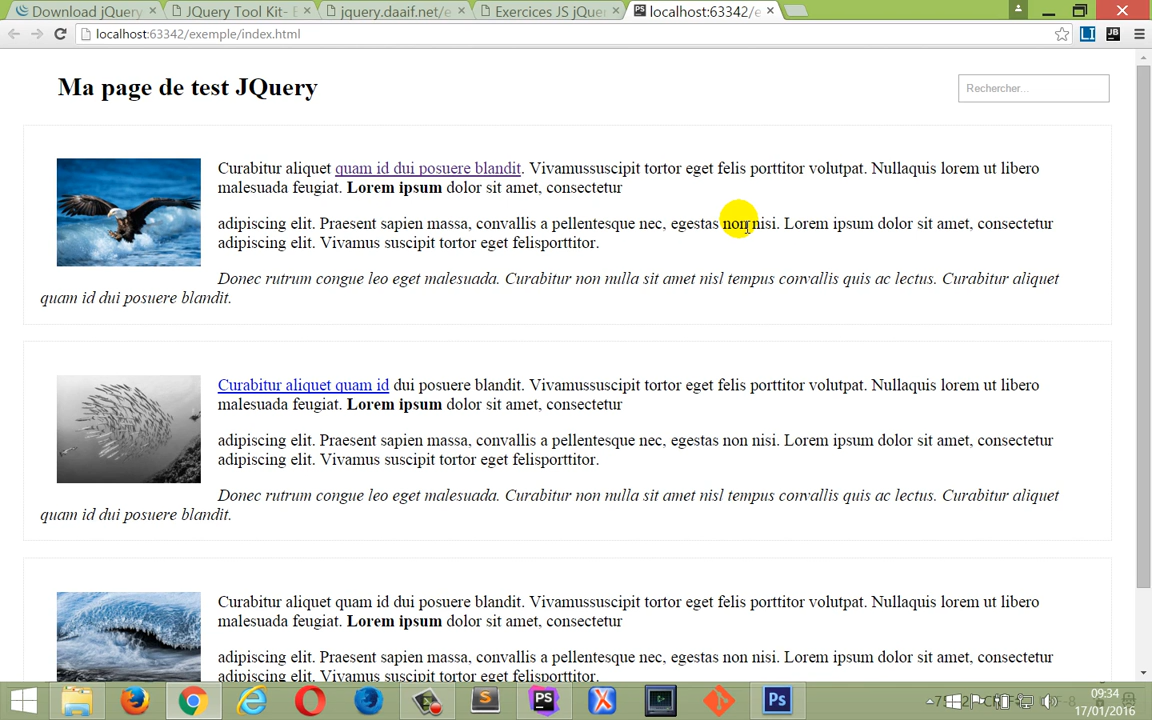 Download jQuery
JQuery Tool Kit- E
jquery.daaif.net/e
Exercices JS jQue
localhost:63342/e
localhost:63342/exemple/index.html
Ma page de test JQuery
Rechercher...
Curabitur aliquet quam id dui posuere blandit. Vivamussuscipit tortor eget felis porttitor volutpat. Nullaquis lorem ut libero
malesuada feugiat. Lorem ipsum dolor sit amet, consectetur
adipiscing elit. Praesent sapien massa, convallis a pellentesque nec, egestas non nisi. Lorem ipsum dolor sit amet, consectetur
adipiscing elit. Vivamus suscipit tortor eget felisporttitor.
Donec rutrum congue leo eget malesuada. Curabitur non nulla sit amet nisl tempus convallis quis ac lectus. Curabitur aliquet
quam id dui posuere blandit.
Curabitur aliquet quam id dui posuere blandit. Vivamussuscipit tortor eget felis porttitor volutpat. Nullaquis lorem ut libero
malesuada feugiat. Lorem ipsum dolor sit amet, consectetur
adipiscing elit. Praesent sapien massa, convallis a pellentesque nec, egestas non nisi. Lorem ipsum dolor sit amet, consectetur
adipiscing elit. Vivamus suscipit tortor eget felisporttitor.
Donec rutrum congue leo eget malesuada. Curabitur non nulla sit amet nisl tempus convallis quis ac lectus. Curabitur aliquet
quam id dui posuere blandit.
Curabitur aliquet quam id dui posuere blandit. Vivamussuscipit tortor eget felis porttitor volutpat. Nullaquis lorem ut libero
malesuada feugiat. Lorem ipsum dolor sit amet, consectetur
adipiscing elit. Praesent sapien massa, convallis a pellentesque nec, egestas non nisi. Lorem ipsum dolor sit amet, consectetur
adipiscing elit. Vivamus suscipit tortor eget felisporttitor.
09:34
17/01/2016